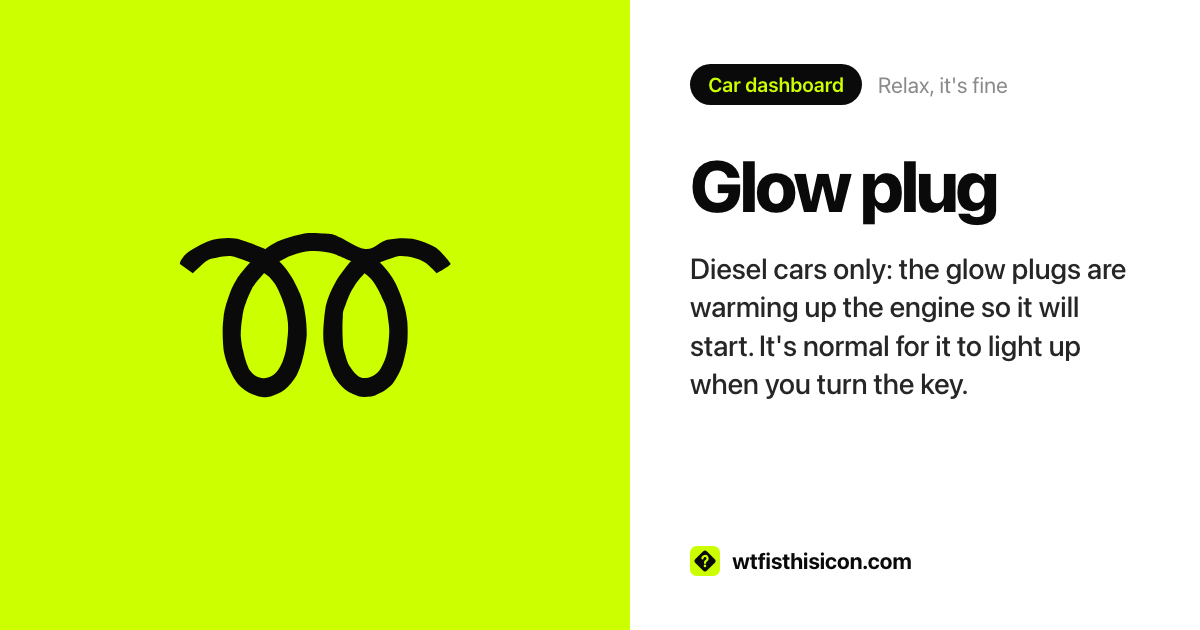 Car dashboard
Relax, it's fine
Glow plug
Diesel cars only: the glow plugs are
warming up the engine so it will
start. It's normal for it to light up
when you turn the key.
?
wtfisthisicon.com